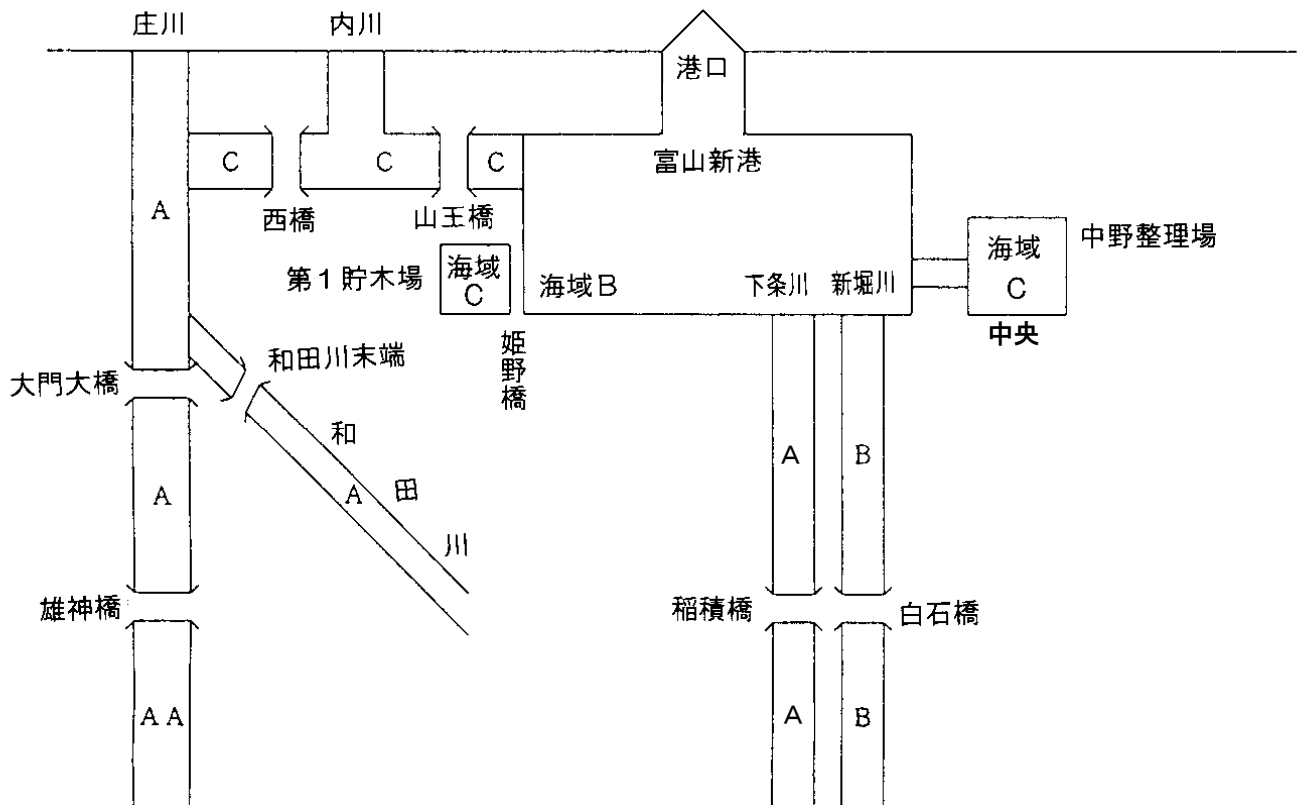 庄川
内川
港口
C
C
C
富山新港
A
西橋
山王橋
中野整理場
海域
C
第1貯木場
海域
C
海域B
下条川
新堀川
中央
姫野橋
和田川末端
大門大橋
和田川
A
A
A
B
雄神橋
稲積橋
白石橋
AA
A
B